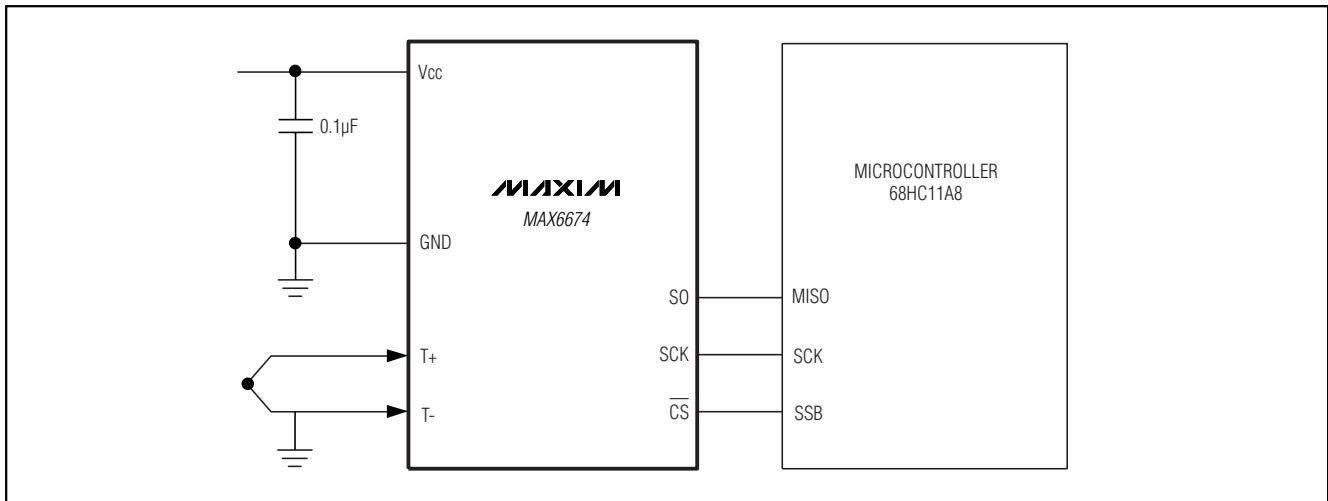 Vcc
0.1µF
MAXIM
MAX6674
GND
T+
T-
SO
SCK
CS
MICROCONTROLLER
68HC11A8
MISO
SCK
SSB